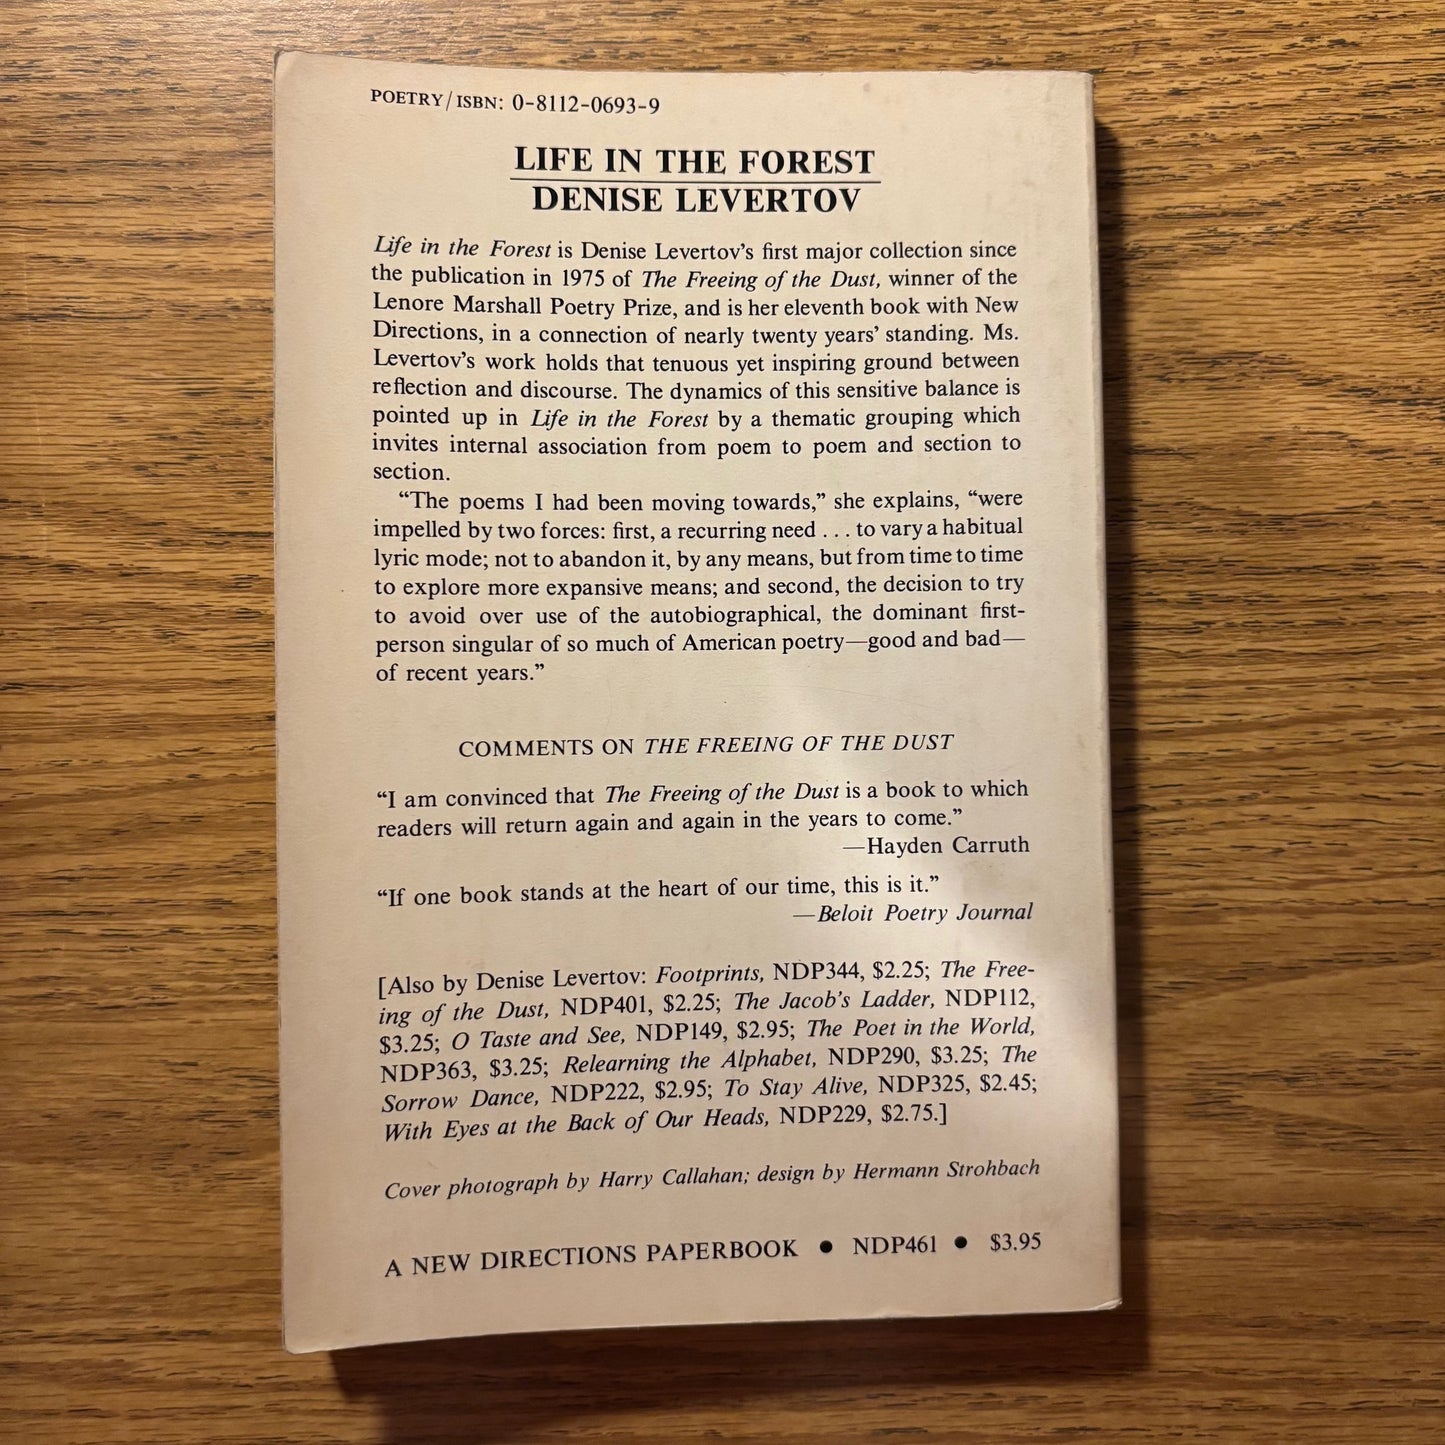 POETRY/ISBN: 0-8112-0693-9
LIFE IN THE FOREST
DENISE LEVERTOV
Life in the Forest is Denise Levertov's first major collection since
the publication in 1975 of The Freeing of the Dust, winner of the
Lenore Marshall Poetry Prize, and is her eleventh book with New
Directions, in a connection of nearly twenty years' standing. Ms.
Levertov's work holds that tenuous yet inspiring ground between
reflection and discourse. The dynamics of this sensitive balance is
pointed up in Life in the Forest by a thematic grouping which
invites internal association from poem to poem and section to
section.
“The poems I had been moving towards,” she explains, “were
impelled by two forces: first, a recurring need . . . to vary a habitual
lyric mode; not to abandon it, by any means, but from time to time
to explore more expansive means; and second, the decision to try
to avoid over use of the autobiographical, the dominant first-
person singular of so much of American poetry—good and bad—
of recent years.”
COMMENTS ON THE FREEING OF THE DUST
“I am convinced that The Freeing of the Dust is a book to which
readers will return again and again in the years to come.”
—Hayden Carruth
“If one book stands at the heart of our time, this is it.”
—Beloit Poetry Journal
[Also by Denise Levertov: Footprints, NDP344, $2.25; The Free-
ing of the Dust, NDP401, $2.25; The Jacob's Ladder, NDP112,
$3.25; O Taste and See, NDP149, $2.95; The Poet in the World,
NDP363, $3.25; Relearning the Alphabet, NDP290, $3.25; The
Sorrow Dance, NDP222, $2.95; To Stay Alive, NDP325, $2.45;
With Eyes at the Back of Our Heads, NDP229, $2.75.]
Cover photograph by Harry Callahan; design by Hermann Strohbach
A NEW DIRECTIONS PAPERBOOK • NDP461 • $3.95